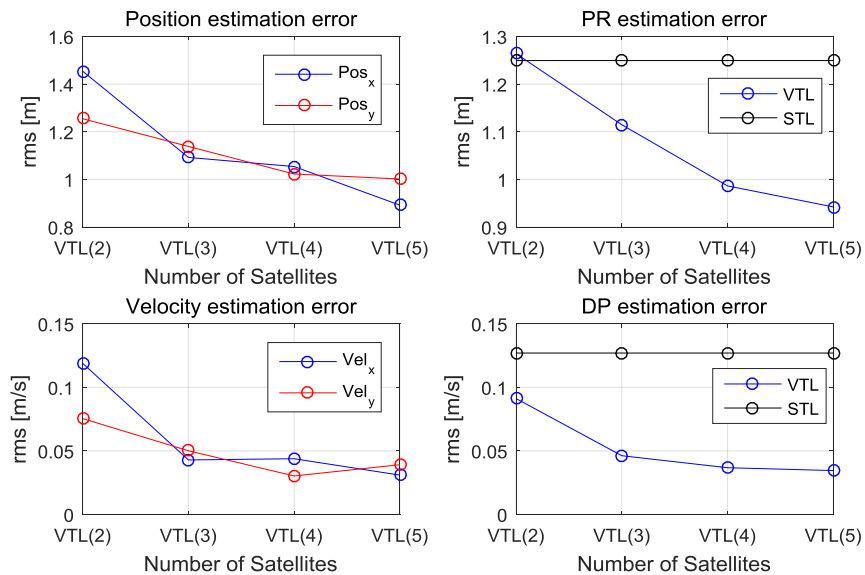 Position estimation error
1.6
1.4
1.2
1
0.8
rms [m]
Pos_x
Pos_y
VTL(2) VTL(3) VTL(4) VTL(5)
Number of Satellites
PR estimation error
1.3
1.2
1.1
1
0.9
rms [m]
VTL
STL
VTL(2) VTL(3) VTL(4) VTL(5)
Number of Satellites
Velocity estimation error
0.15
0.1
0.05
0
rms [m/s]
Vel_x
Vel_y
VTL(2) VTL(3) VTL(4) VTL(5)
Number of Satellites
DP estimation error
0.15
0.1
0.05
0
rms [m/s]
VTL
STL
VTL(2) VTL(3) VTL(4) VTL(5)
Number of Satellites